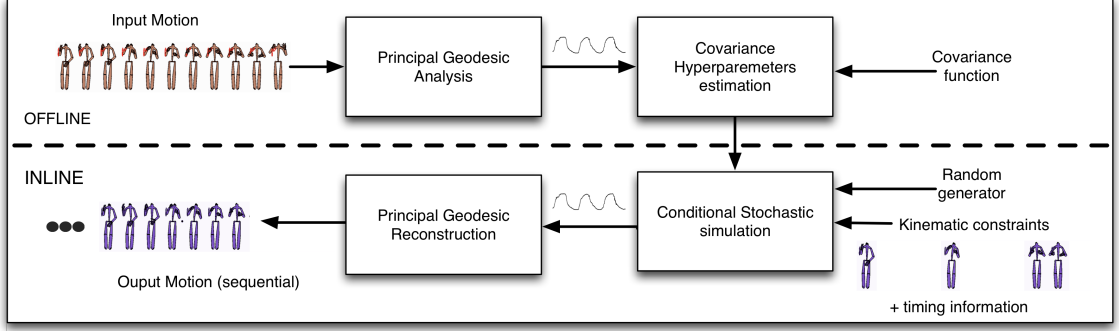 Input Motion
Principal Geodesic
Analysis
Covariance
Hyperparemeters
estimation
Covariance
function
OFFLINE
INLINE
Random
generator
Principal Geodesic
Reconstruction
Conditional Stochastic
simulation
Kinematic constraints
Ouput Motion (sequential)
+ timing information